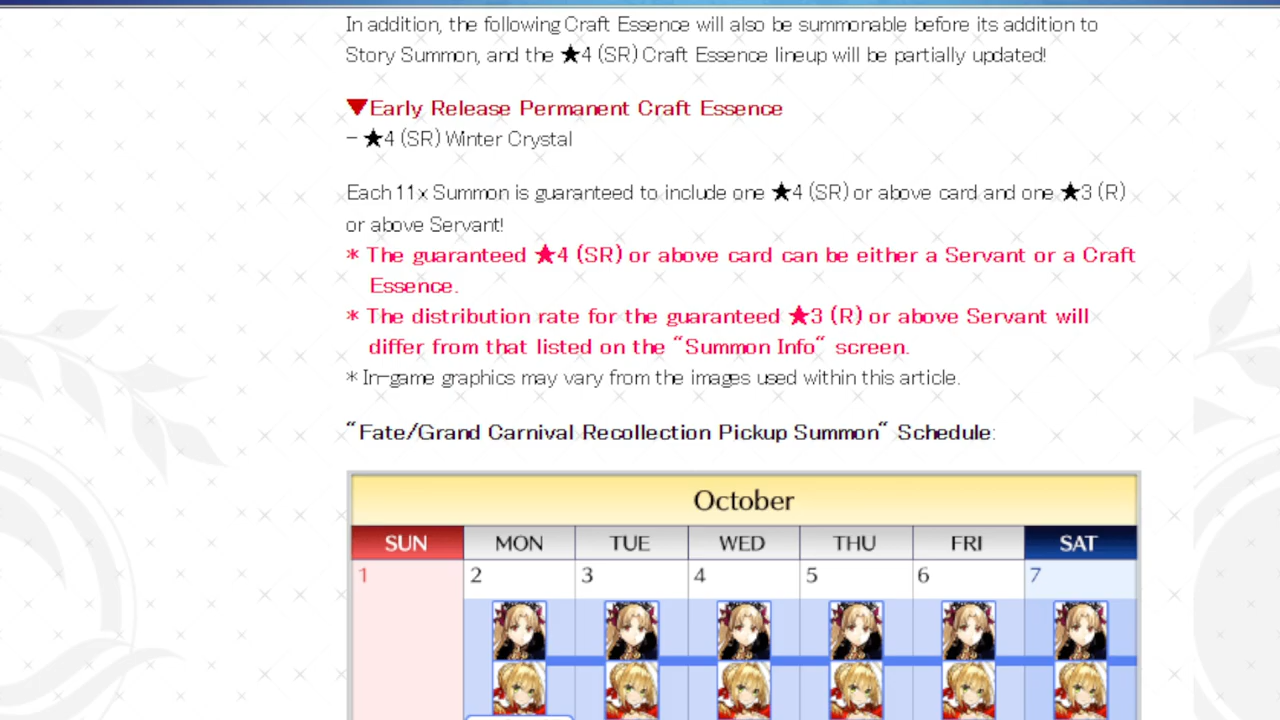 In addition, the following Craft Essence will also be summonable before its addition to
Story Summon, and the ★4 (SR) Craft Essence lineup will be partially updated!
▼Early Release Permanent Craft Essence
- ★4 (SR) Winter Crystal
Each 11x Summon is guaranteed to include one ★4 (SR) or above card and one ★3 (R)
or above Servant!
* The guaranteed ★4 (SR) or above card can be either a Servant or a Craft
Essence.
* The distribution rate for the guaranteed ★3 (R) or above Servant will
differ from that listed on the "Summon Info" screen.
* In-game graphics may vary from the images used within this article.
"Fate/Grand Carnival Recollection Pickup Summon" Schedule:
October
SUN MON TUE WED THU FRI SAT
1 2 3 4 5 6 7